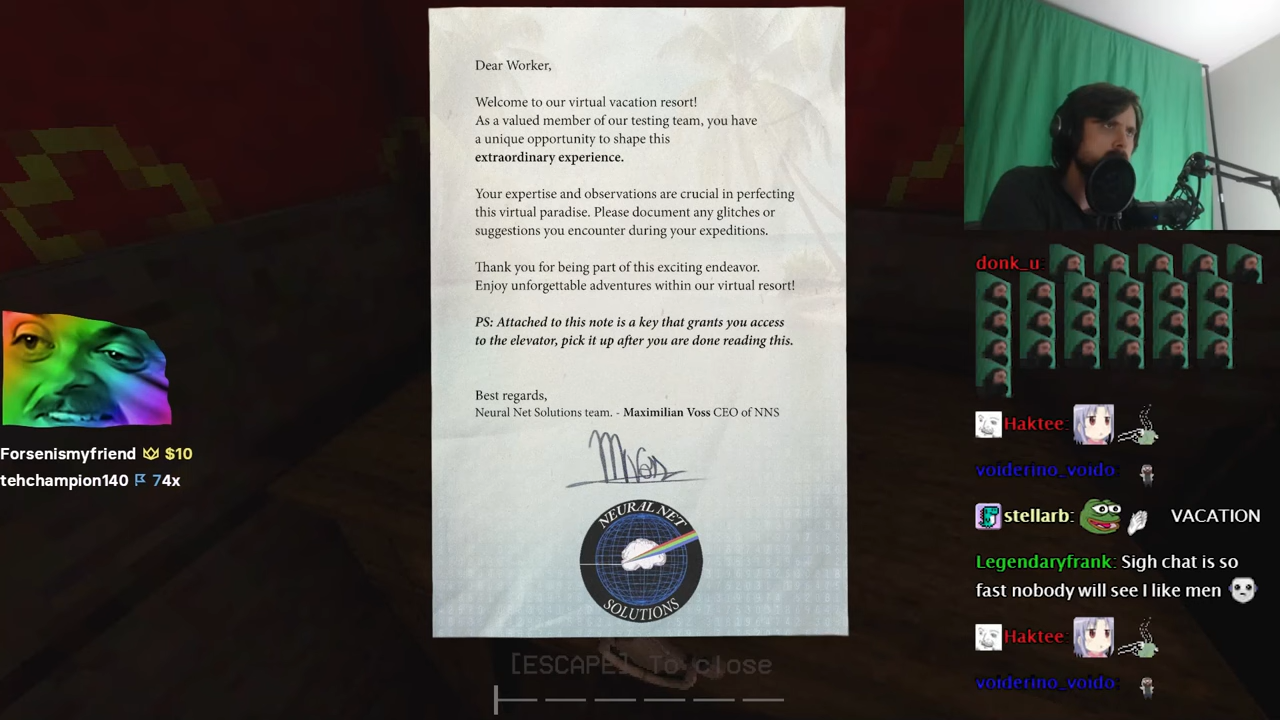 Dear Worker,
Welcome to our virtual vacation resort!
As a valued member of our testing team, you have
a unique opportunity to shape this
extraordinary experience.
Your expertise and observations are crucial in perfecting
this virtual paradise. Please document any glitches or
suggestions you encounter during your expeditions.
Thank you for being part of this exciting endeavor.
Enjoy unforgettable adventures within our virtual resort!
PS: Attached to this note is a key that grants you access
to the elevator, pick it up after you are done reading this.
Best regards,
Neural Net Solutions team. - Maximilian Voss CEO of NNS
MVoss
NEURAL NET
SOLUTIONS
[ESCAPE] To close
Forsenismyfriend $10
tehchampion140 74x
donk_u:
Haktee:
voiderino_voido
stellarb: VACATION
Legendaryfrank: Sigh chat is so
fast nobody will see I like men
Haktee:
voiderino_voido